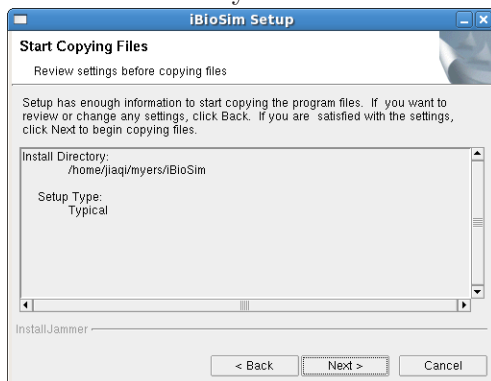 iBioSim Setup
Start Copying Files
Review settings before copying files
Setup has enough information to start copying the program files. If you want to
review or change any settings, click Back. If you are satisfied with the settings,
click Next to begin copying files.
Install Directory:
/home/jiaqi/myers/iBioSim
Setup Type:
Typical
InstallJammer
< Back Next > Cancel